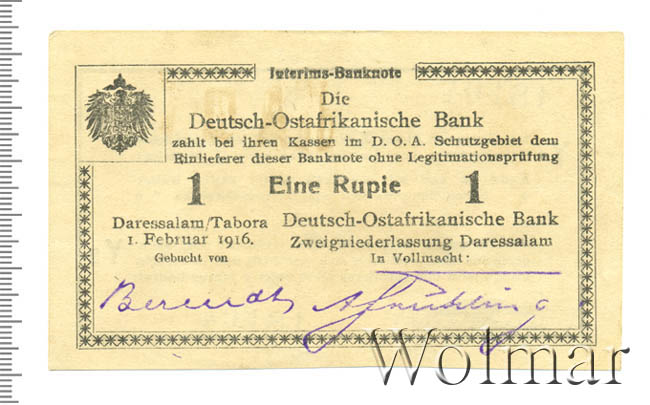 Interims-Banknote
Die
Deutsch-Ostafrikanische Bank
zahlt bei ihren Kassen im D. O. A. Schutzgebiet dem
Einlieferer dieser Banknote ohne Legitimationsprüfung
1 Eine Rupie 1
Daressalam/Tabora
1. Februar 1916.
Gebucht von
Deutsch-Ostafrikanische Bank
Zweigniederlassung Daressalam
In Vollmacht:
Berendt
Wolmar